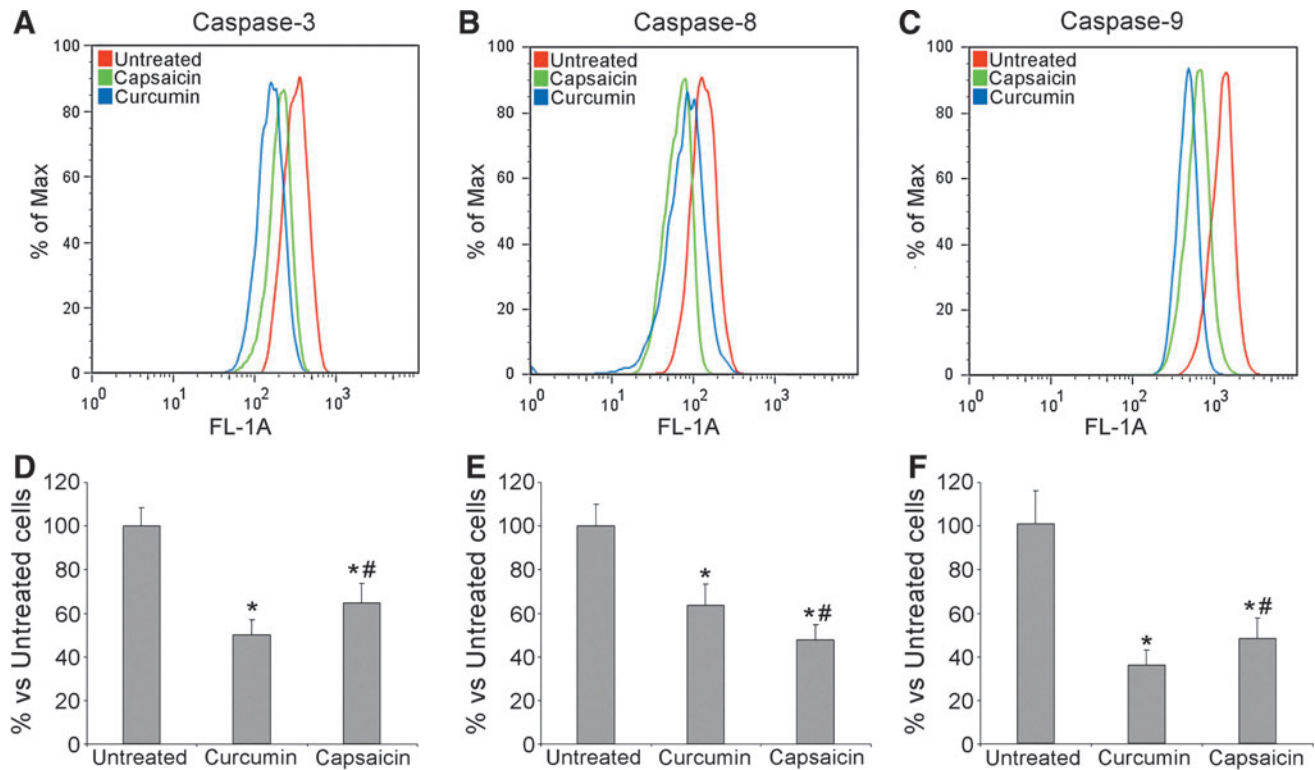 A Caspase-3
100
80
60
40
20
0
% of Max
Untreated
Capsaicin
Curcumin
10^0 10^1 10^2 10^3
FL-1A
B Caspase-8
100
80
60
40
20
0
% of Max
Untreated
Capsaicin
Curcumin
10^0 10^1 10^2 10^3
FL-1A
C Caspase-9
100
80
60
40
20
0
% of Max
Untreated
Capsaicin
Curcumin
10^0 10^1 10^2 10^3
FL-1A
D
120
100
80
60
40
20
0
% vs Untreated cells
*
*#
Untreated Curcumin Capsaicin
E
120
100
80
60
40
20
0
% vs Untreated cells
*
*#
Untreated Curcumin Capsaicin
F
120
100
80
60
40
20
0
% vs Untreated cells
*
*#
Untreated Curcumin Capsaicin